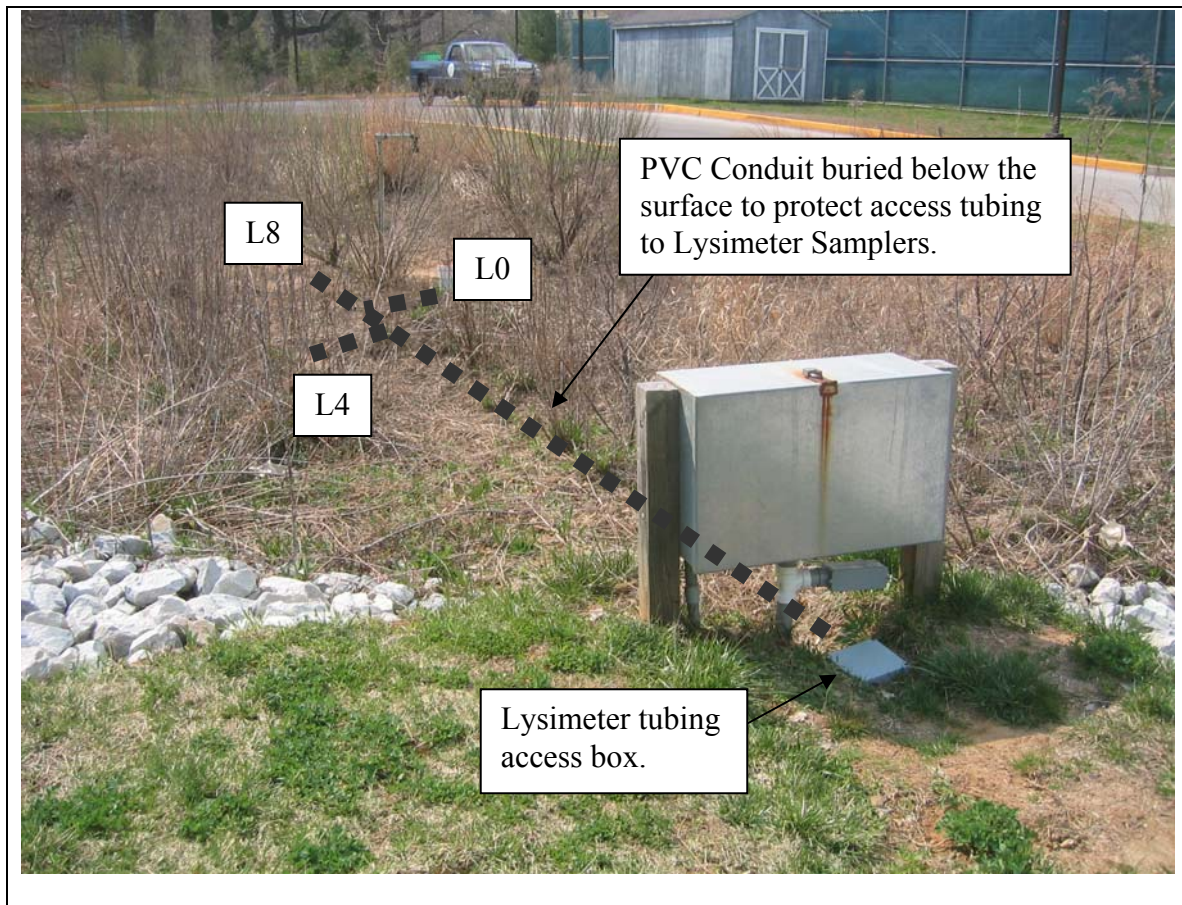 PVC Conduit buried below the
surface to protect access tubing
to Lysimeter Samplers.
L8
L0
L4
Lysimeter tubing
access box.